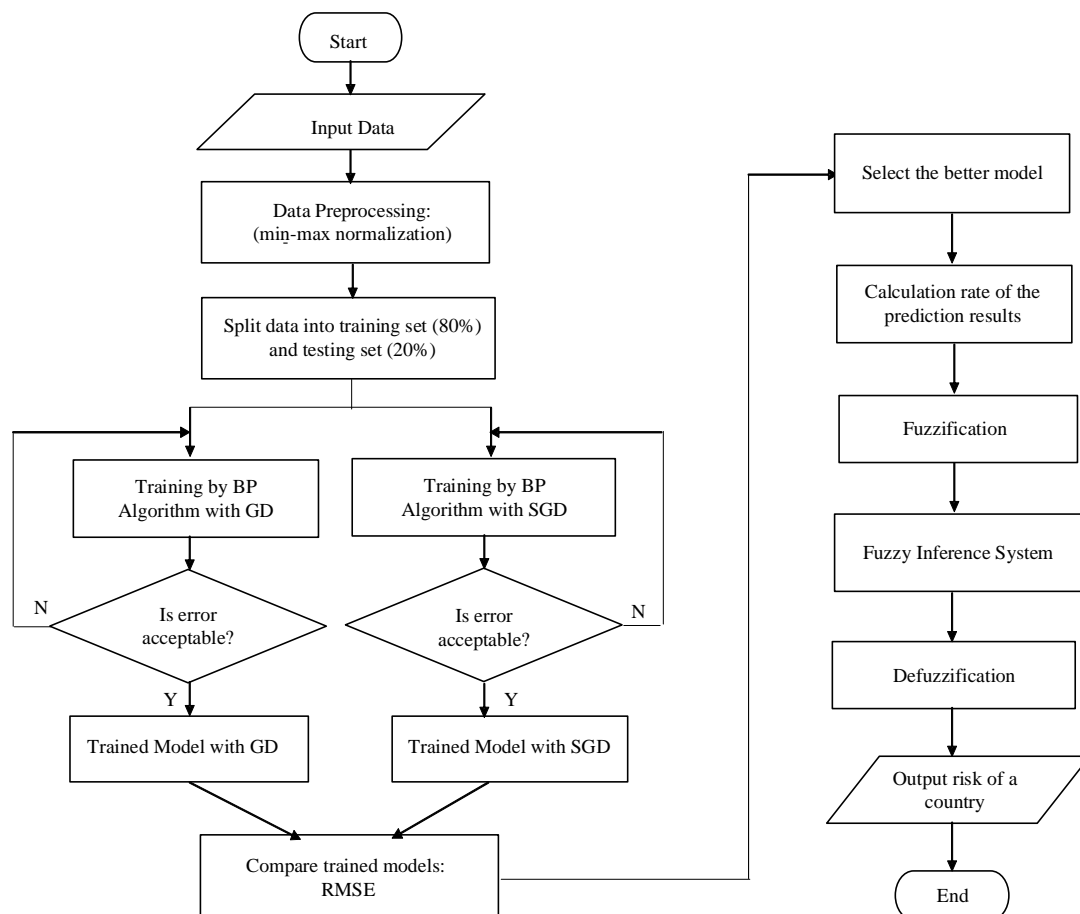 Start
Input Data
Data Preprocessing:
(min-max normalization)
Split data into training set (80%)
and testing set (20%)
Training by BP
Algorithm with GD
Training by BP
Algorithm with SGD
N
Is error
acceptable?
Is error
acceptable?
N
Y
Y
Trained Model with GD
Trained Model with SGD
Compare trained models:
RMSE
Select the better model
Calculation rate of the
prediction results
Fuzzification
Fuzzy Inference System
Defuzzification
Output risk of a
country
End